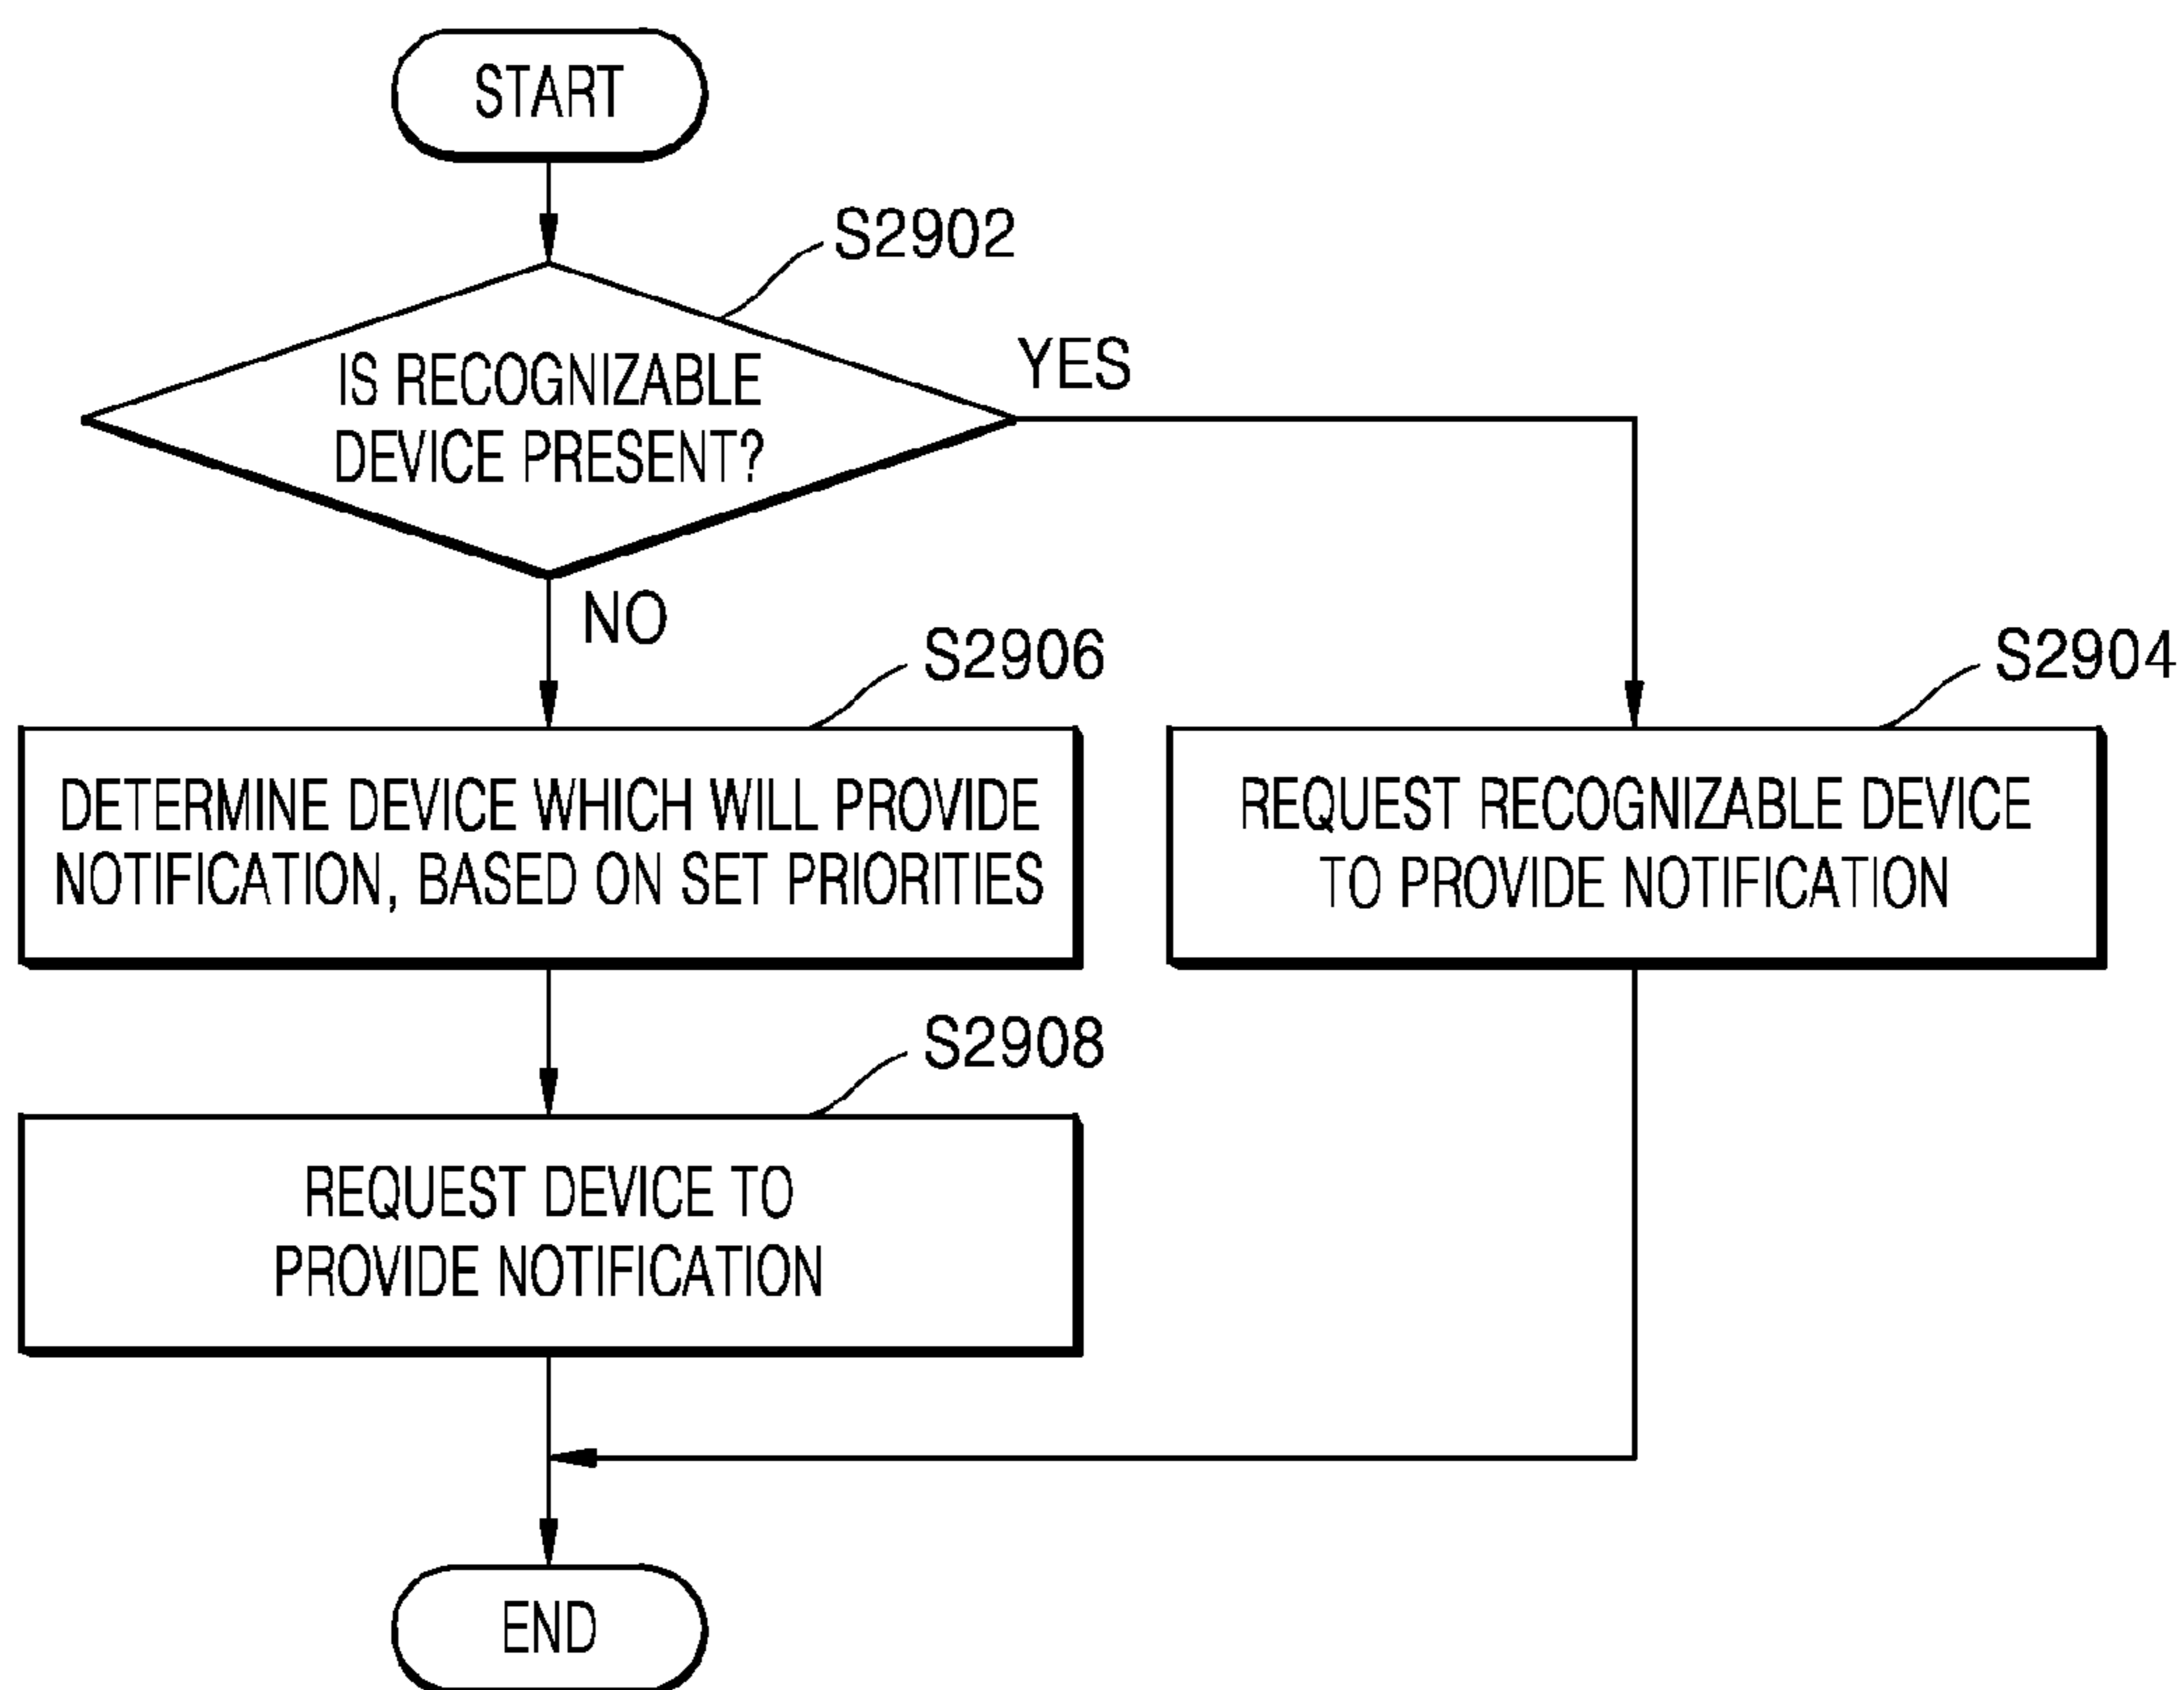 START
S2902
IS RECOGNIZABLE
DEVICE PRESENT?
YES
NO
S2906
DETERMINE DEVICE WHICH WILL PROVIDE
NOTIFICATION, BASED ON SET PRIORITIES
S2904
REQUEST RECOGNIZABLE DEVICE
TO PROVIDE NOTIFICATION
S2908
REQUEST DEVICE TO
PROVIDE NOTIFICATION
END